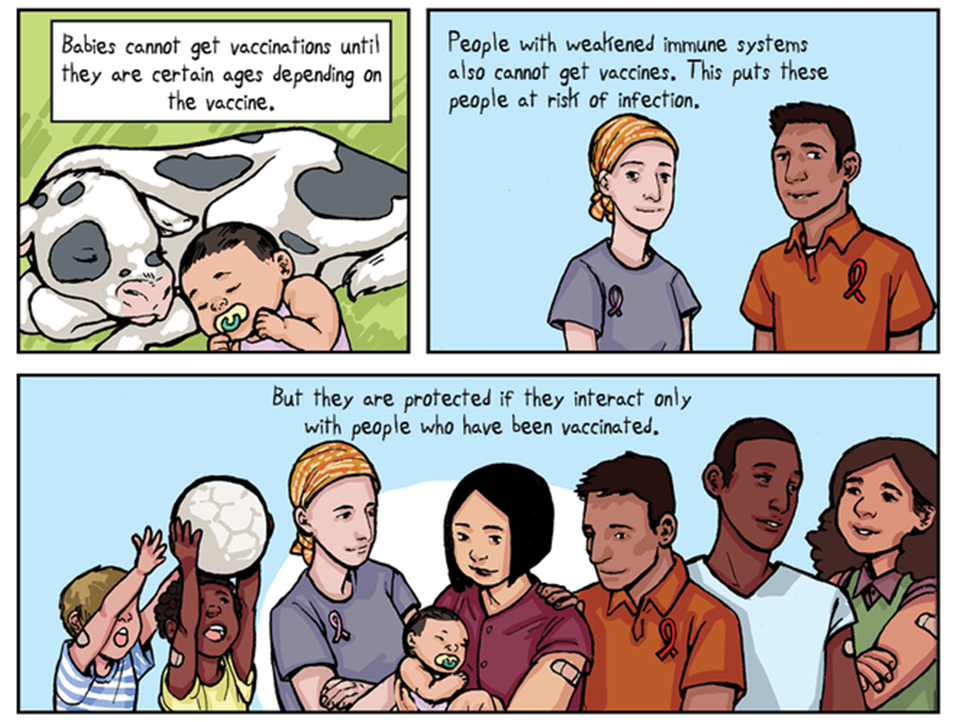 Babies cannot get vaccinations until
they are certain ages depending on
the vaccine.
People with weakened immune systems
also cannot get vaccines. This puts these
people at risk of infection.
But they are protected if they interact only
with people who have been vaccinated.